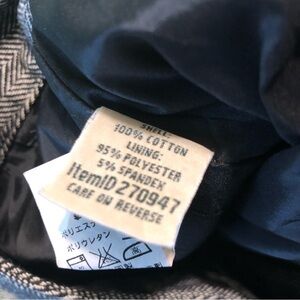 SHELL:
100% COTTON
LINING:
95% POLYESTER
5% SPANDEX
ItemID 270947
CARE ON REVERSE
ポリエステ
ポリウレタン